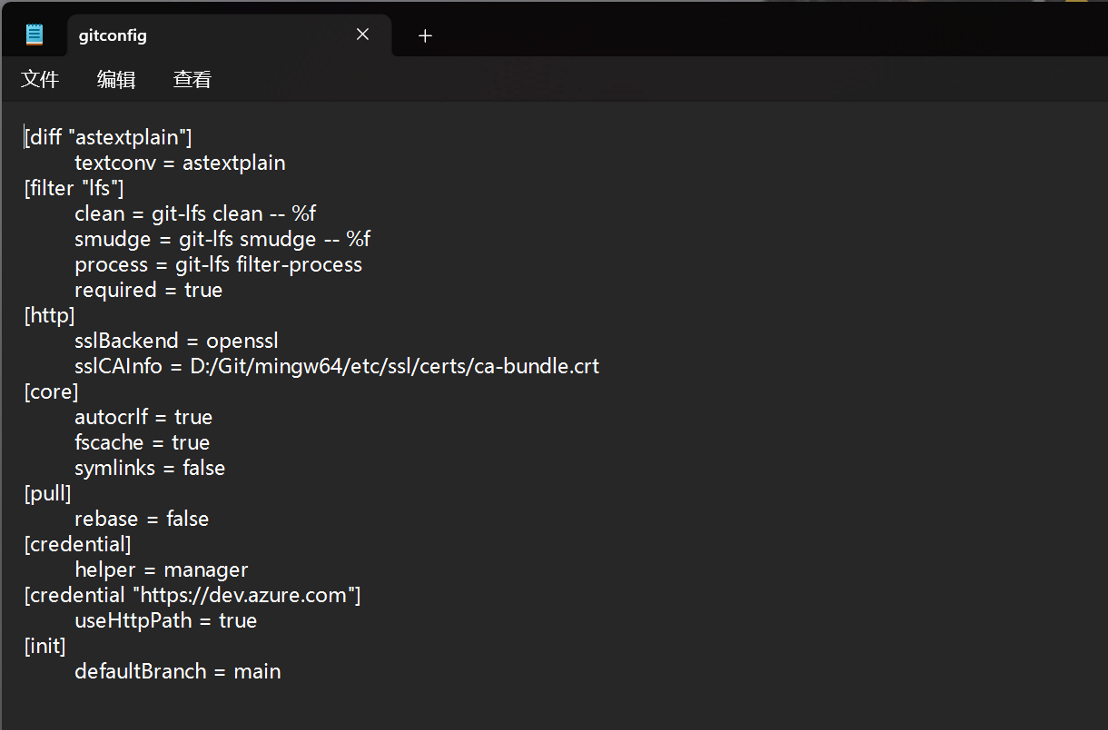 gitconfig
文件 编辑 查看
[diff "astextplain"]
textconv = astextplain
[filter "lfs"]
clean = git-lfs clean -- %f
smudge = git-lfs smudge -- %f
process = git-lfs filter-process
required = true
[http]
sslBackend = openssl
sslCAInfo = D:/Git/mingw64/etc/ssl/certs/ca-bundle.crt
[core]
autocrlf = true
fscache = true
symlinks = false
[pull]
rebase = false
[credential]
helper = manager
[credential "https://dev.azure.com"]
useHttpPath = true
[init]
defaultBranch = main